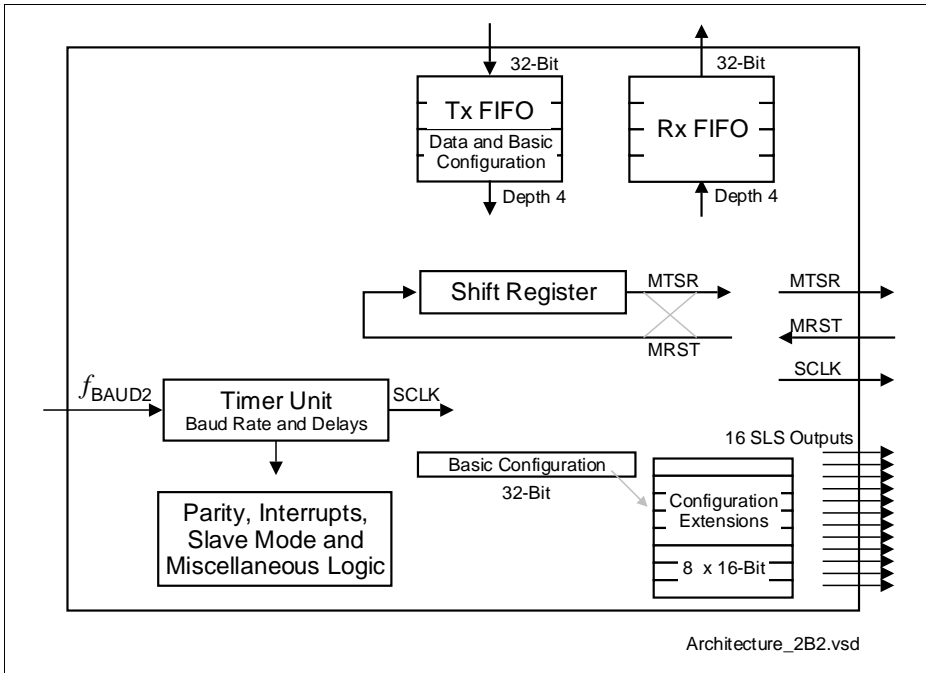 32-Bit
32-Bit
Tx FIFO
Data and Basic
Configuration
Rx FIFO
Depth 4
Depth 4
Shift Register
MTSR
MRST
MTSR
MRST
SCLK
fBAUD2
Timer Unit
Baud Rate and Delays
SCLK
Parity, Interrupts,
Slave Mode and
Miscellaneous Logic
Basic Configuration
32-Bit
16 SLS Outputs
Configuration
Extensions
8 x 16-Bit
Architecture_2B2.vsd